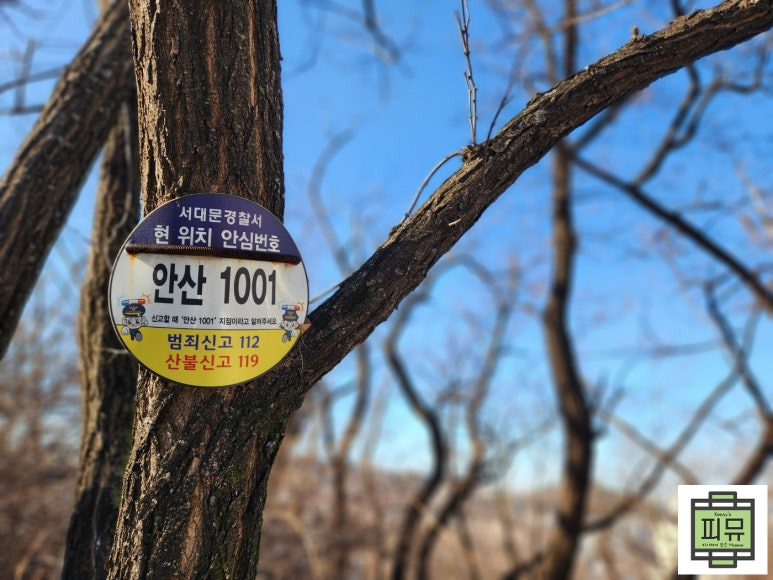 서대문경찰서
현 위치 안심번호
안산 1001
신고할 때 '안산 1001' 지점이라고 알려주세요
범죄신고 112
산불신고 119
Kenny's
피뮤